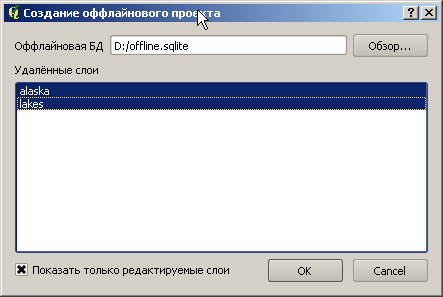 Создание оффлайнового проекта
Оффлайновая БД D:/offline.sqlite Обзор...
Удалённые слои
alaska
lakes
Показать только редактируемые слои OK Cancel